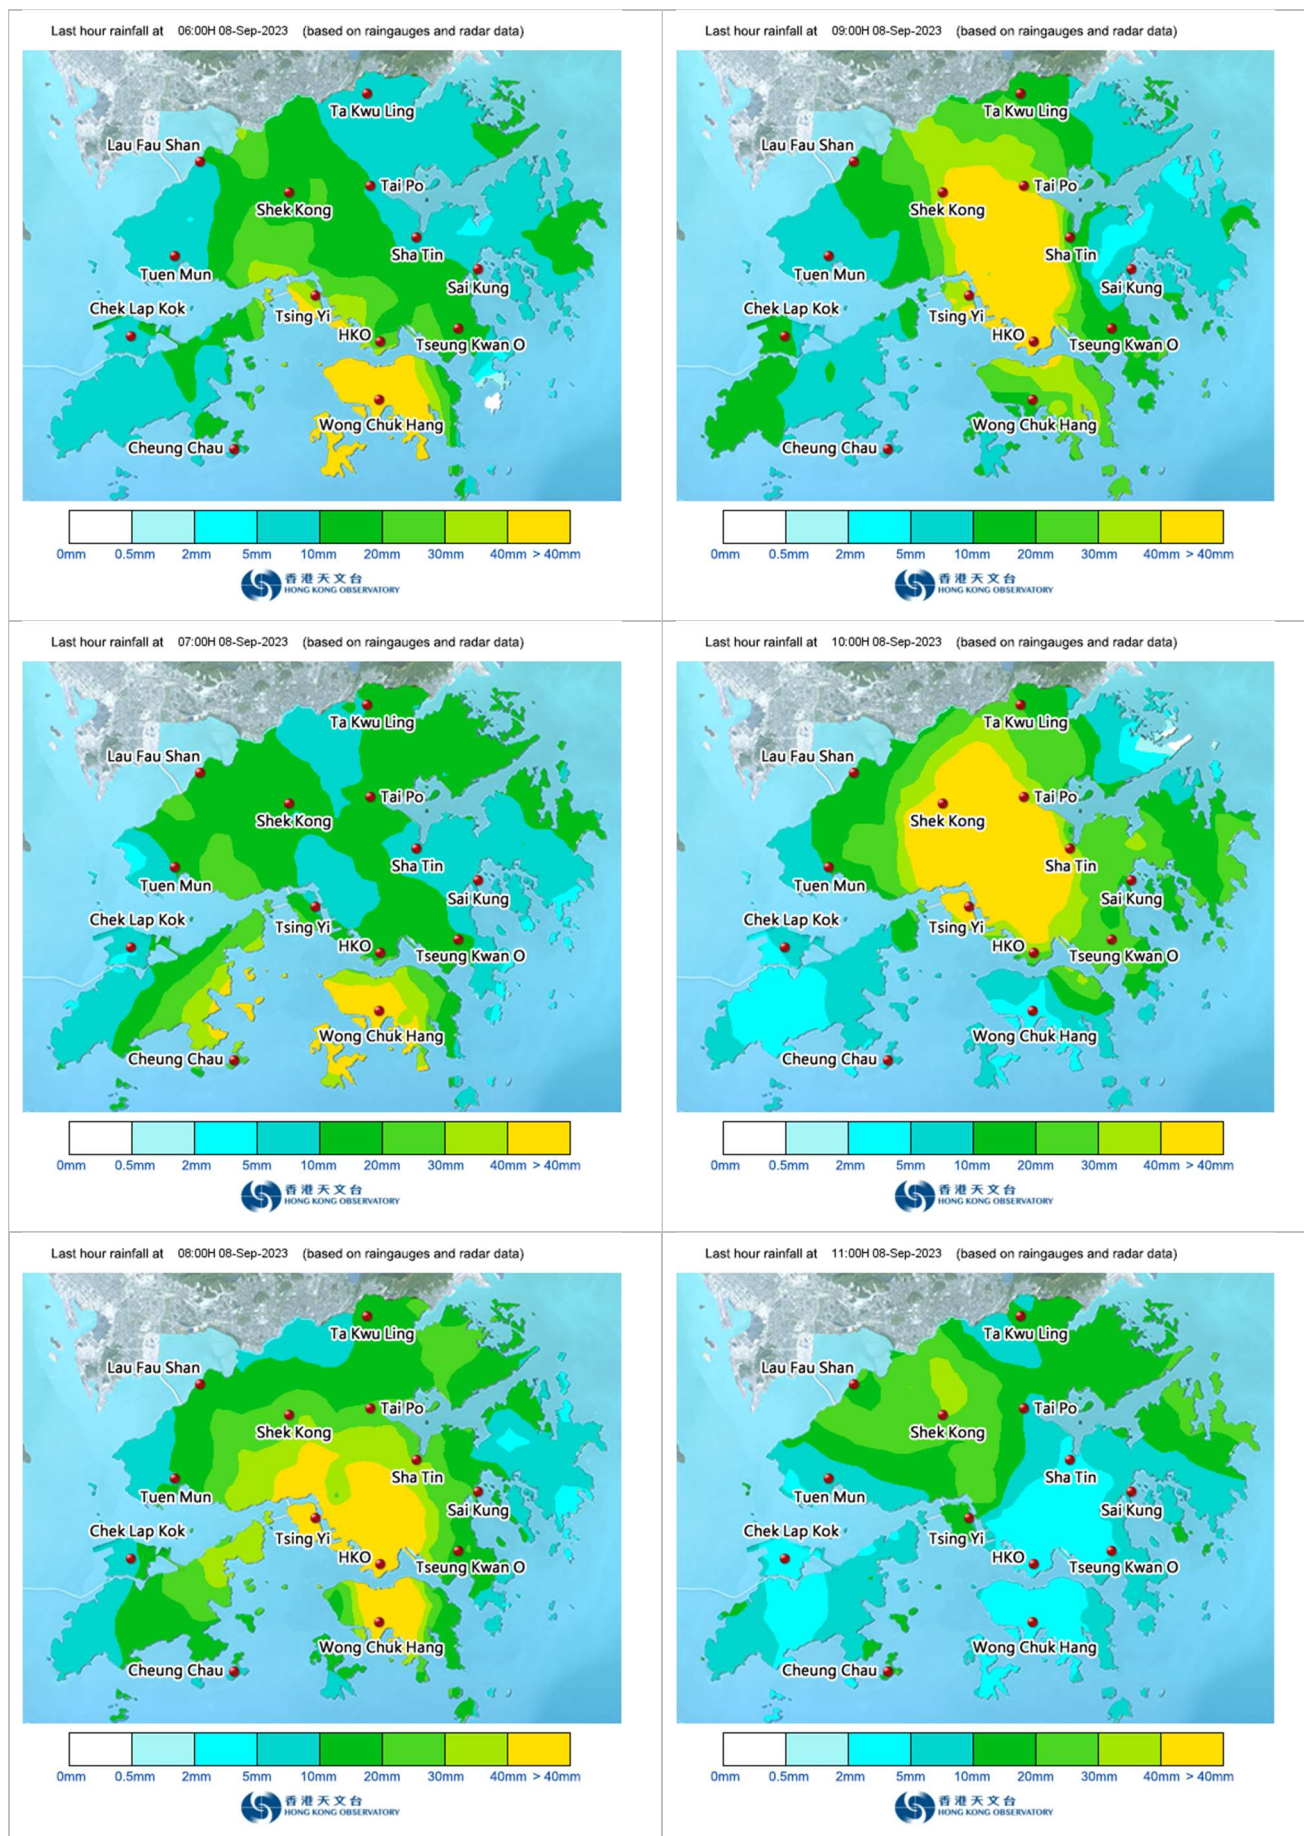 Last hour rainfall at 06:00H 08-Sep-2023 (based on raingauges and radar data)
Ta Kwu Ling
Lau Fau Shan
Tai Po
Shek Kong
Sha Tin
Tuen Mun
Sai Kung
Chek Lap Kok
Tsing Yi
HKO
Tseung Kwan O
Wong Chuk Hang
Cheung Chau
0mm 0.5mm 2mm 5mm 10mm 20mm 30mm 40mm > 40mm
香港天文台
HONG KONG OBSERVATORY
Last hour rainfall at 09:00H 08-Sep-2023 (based on raingauges and radar data)
Ta Kwu Ling
Lau Fau Shan
Tai Po
Shek Kong
Sha Tin
Tuen Mun
Sai Kung
Chek Lap Kok
Tsing Yi
HKO
Tseung Kwan O
Wong Chuk Hang
Cheung Chau
0mm 0.5mm 2mm 5mm 10mm 20mm 30mm 40mm > 40mm
香港天文台
HONG KONG OBSERVATORY
Last hour rainfall at 07:00H 08-Sep-2023 (based on raingauges and radar data)
Ta Kwu Ling
Lau Fau Shan
Tai Po
Shek Kong
Sha Tin
Tuen Mun
Sai Kung
Chek Lap Kok
Tsing Yi
HKO
Tseung Kwan O
Wong Chuk Hang
Cheung Chau
0mm 0.5mm 2mm 5mm 10mm 20mm 30mm 40mm > 40mm
香港天文台
HONG KONG OBSERVATORY
Last hour rainfall at 10:00H 08-Sep-2023 (based on raingauges and radar data)
Ta Kwu Ling
Lau Fau Shan
Tai Po
Shek Kong
Sha Tin
Tuen Mun
Sai Kung
Chek Lap Kok
Tsing Yi
HKO
Tseung Kwan O
Wong Chuk Hang
Cheung Chau
0mm 0.5mm 2mm 5mm 10mm 20mm 30mm 40mm > 40mm
香港天文台
HONG KONG OBSERVATORY
Last hour rainfall at 08:00H 08-Sep-2023 (based on raingauges and radar data)
Ta Kwu Ling
Lau Fau Shan
Tai Po
Shek Kong
Sha Tin
Tuen Mun
Sai Kung
Chek Lap Kok
Tsing Yi
HKO
Tseung Kwan O
Wong Chuk Hang
Cheung Chau
0mm 0.5mm 2mm 5mm 10mm 20mm 30mm 40mm > 40mm
香港天文台
HONG KONG OBSERVATORY
Last hour rainfall at 11:00H 08-Sep-2023 (based on raingauges and radar data)
Ta Kwu Ling
Lau Fau Shan
Tai Po
Shek Kong
Sha Tin
Tuen Mun
Sai Kung
Chek Lap Kok
Tsing Yi
HKO
Tseung Kwan O
Wong Chuk Hang
Cheung Chau
0mm 0.5mm 2mm 5mm 10mm 20mm 30mm 40mm > 40mm
香港天文台
HONG KONG OBSERVATORY